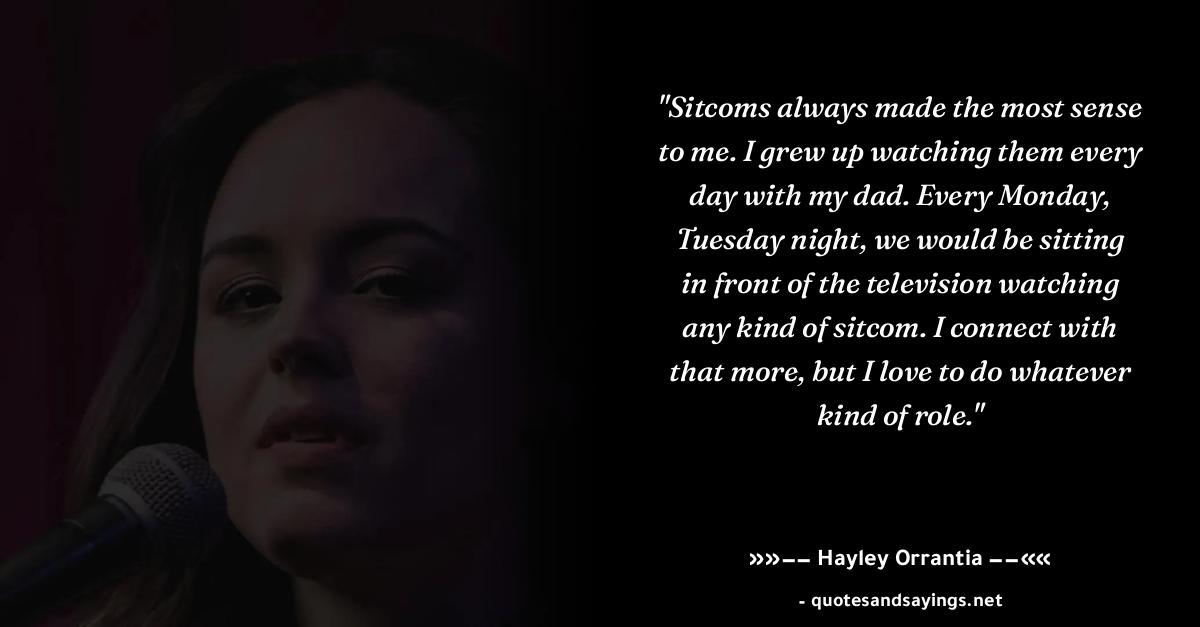 "Sitcoms always made the most sense
to me. I grew up watching them every
day with my dad. Every Monday,
Tuesday night, we would be sitting
in front of the television watching
any kind of sitcom. I connect with
that more, but I love to do whatever
kind of role."
»»−− Hayley Orrantia −−««
- quotesandsayings.net